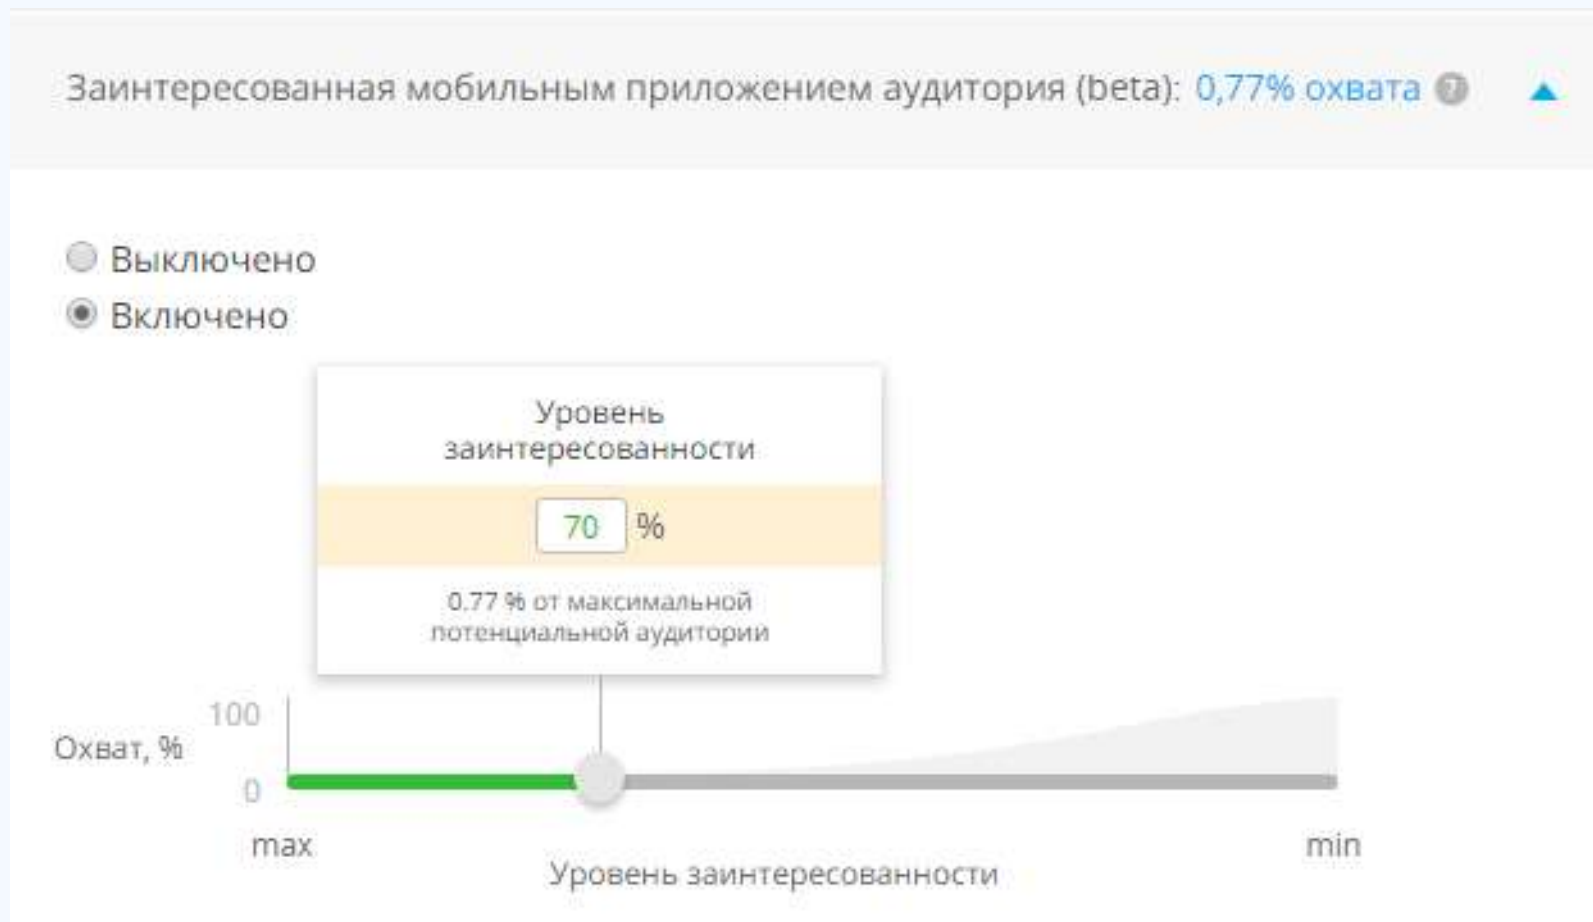 Заинтересованная мобильным приложением аудитория (beta): 0,77% охвата ?
Выключено
Включено
Уровень
заинтересованности
70 %
0.77 % от максимальной
потенциальной аудитории
100
Охват, %
0
max
min
Уровень заинтересованности